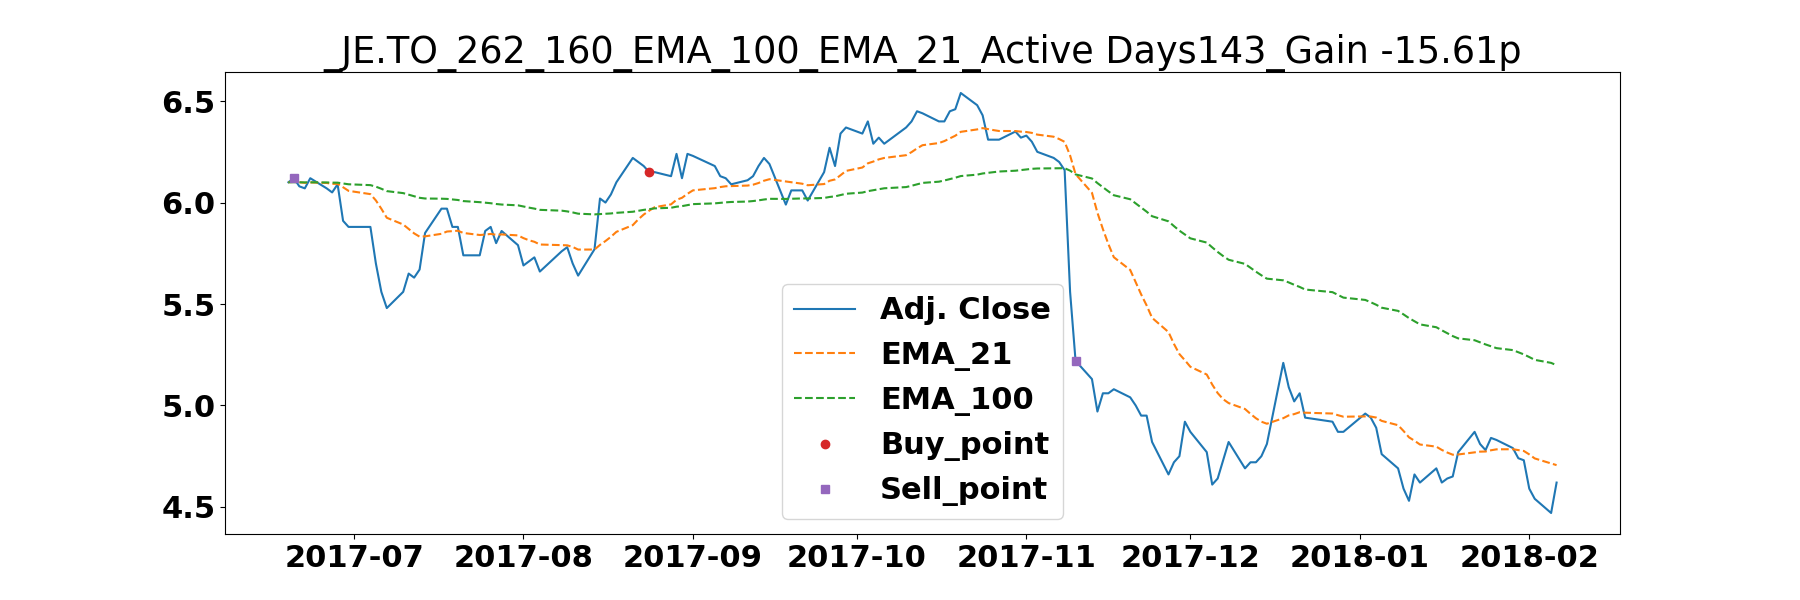 _JE.TO_262_160_EMA_100_EMA_21_Active Days143_Gain -15.61p
6.5
6.0
5.5
5.0
4.5
Adj. Close
EMA_21
EMA_100
Buy_point
Sell_point
2017-07 2017-08 2017-09 2017-10 2017-11 2017-12 2018-01 2018-02